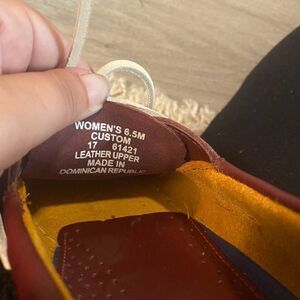 WOMEN'S 6.5M
CUSTOM
17 61421
LEATHER UPPER
MADE IN
DOMINICAN REPUBLIC